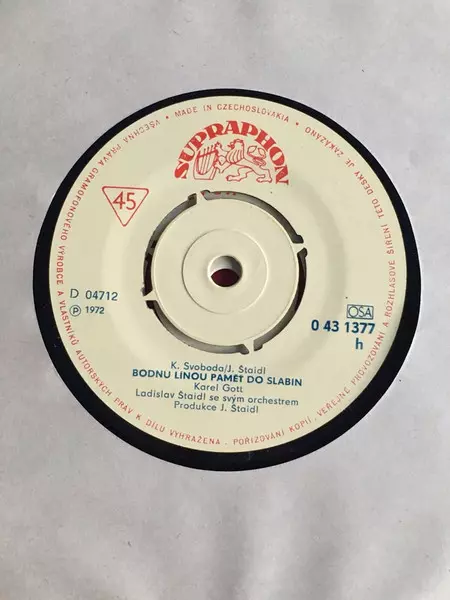 • MADE IN CZECHOSLOVAKIA •
VŠECHNA PRÁVA GRAMOFONOVÉHO VÝROBCE A VLASTNÍKŮ AUTORSKÝCH PRÁV K DÍLU VYHRAŽENA. POŘIZOVÁNÍ KOPIÍ, VEŘEJNÉ PROVOZOVÁNÍ A ROZHLASOVÉ ŠÍŘENÍ TÉTO DESKY JE ZAKÁZÁNO
SUPRAPHON
45
D 04712
℗ 1972
OSA
0 43 1377
h
K. Svoboda/J. Štaidl
BODNU LÍNOU PAMĚŤ DO SLABIN
Karel Gott
Ladislav Štaidl se svým orchestrem
Produkce J. Štaidl